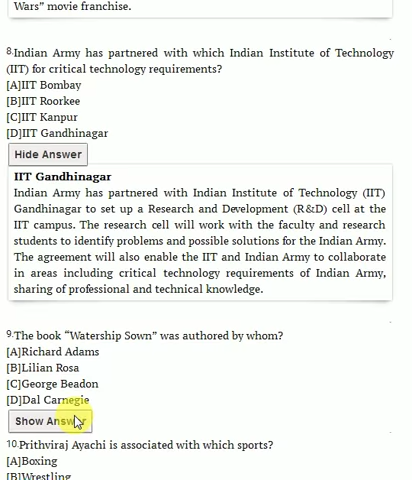 Wars” movie franchise.
8.Indian Army has partnered with which Indian Institute of Technology
(IIT) for critical technology requirements?
[A]IIT Bombay
[B]IIT Roorkee
[C]IIT Kanpur
[D]IIT Gandhinagar
Hide Answer
IIT Gandhinagar
Indian Army has partnered with Indian Institute of Technology (IIT)
Gandhinagar to set up a Research and Development (R&D) cell at the
IIT campus. The research cell will work with the faculty and research
students to identify problems and possible solutions for the Indian Army.
The agreement will also enable the IIT and Indian Army to collaborate
in areas including critical technology requirements of Indian Army,
sharing of professional and technical knowledge.
9.The book “Watership Sown” was authored by whom?
[A]Richard Adams
[B]Lilian Rosa
[C]George Beadon
[D]Dal Carnegie
Show Answer
10.Prithviraj Ayachi is associated with which sports?
[A]Boxing
[B]Wrestling